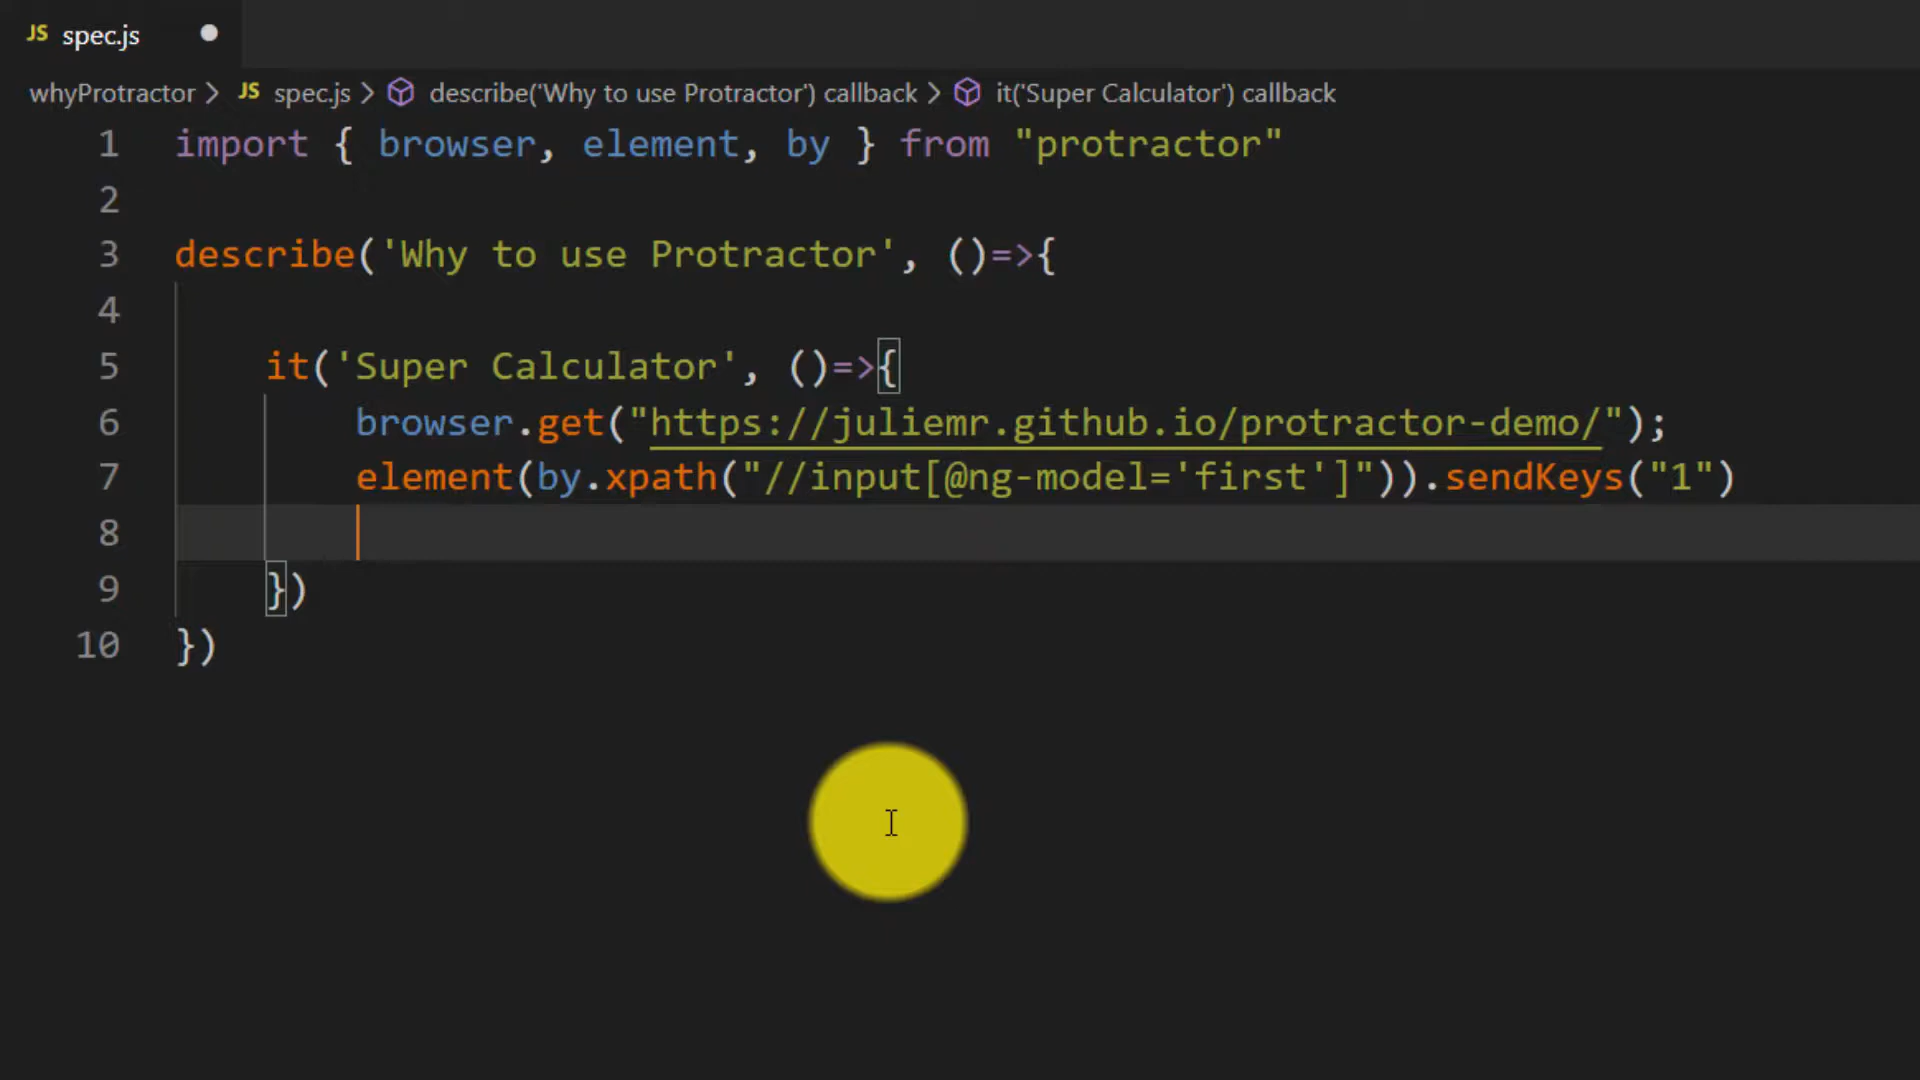 JS spec.js
whyProtractor > JS spec.js > describe('Why to use Protractor') callback > it('Super Calculator') callback
1 import { browser, element, by } from "protractor"
2
3 describe('Why to use Protractor', ()=>{
4
5 it('Super Calculator', ()=>{
6 browser.get("https://juliemr.github.io/protractor-demo/");
7 element(by.xpath("//input[@ng-model='first']")).sendKeys("1")
8
9 })
10 })